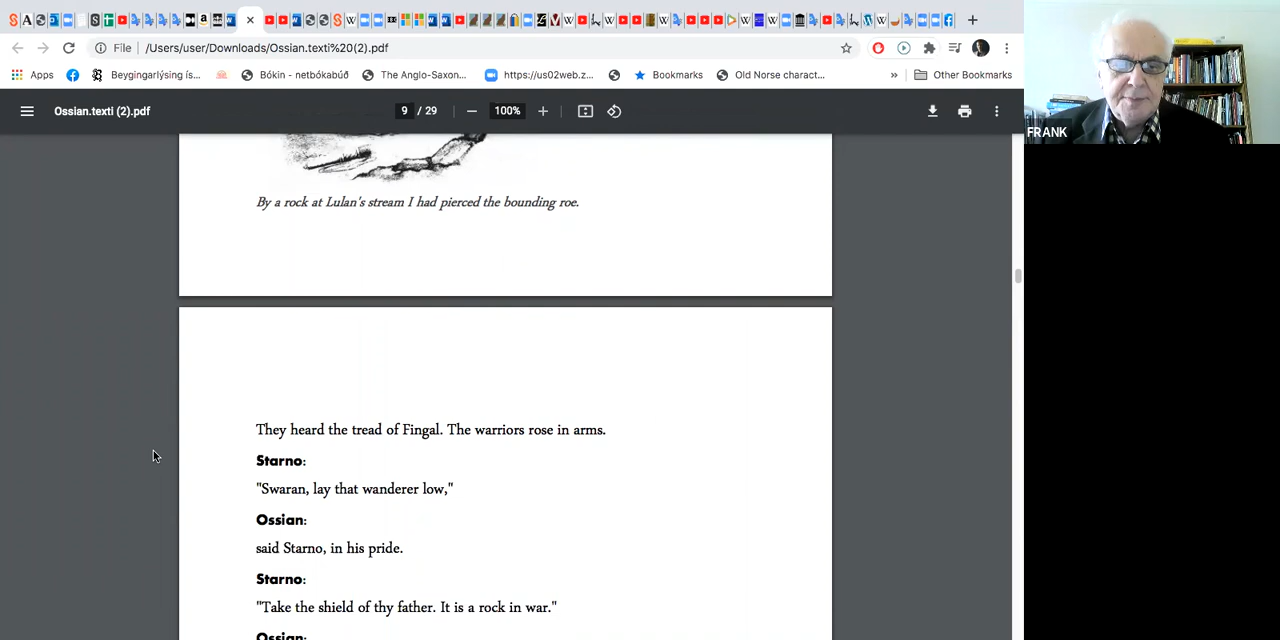 File /Users/user/Downloads/Ossian.texti%20(2).pdf
Apps Beygingarlýsing ís... Bókin - netbókabúð The Anglo-Saxon... https://us02web.z... Bookmarks Old Norse charact... » Other Bookmarks
Ossian.texti (2).pdf 9 / 29 100%
FRANK
By a rock at Lulan's stream I had pierced the bounding roe.
They heard the tread of Fingal. The warriors rose in arms.
Starno:
"Swaran, lay that wanderer low,"
Ossian:
said Starno, in his pride.
Starno:
"Take the shield of thy father. It is a rock in war."
Ossian: